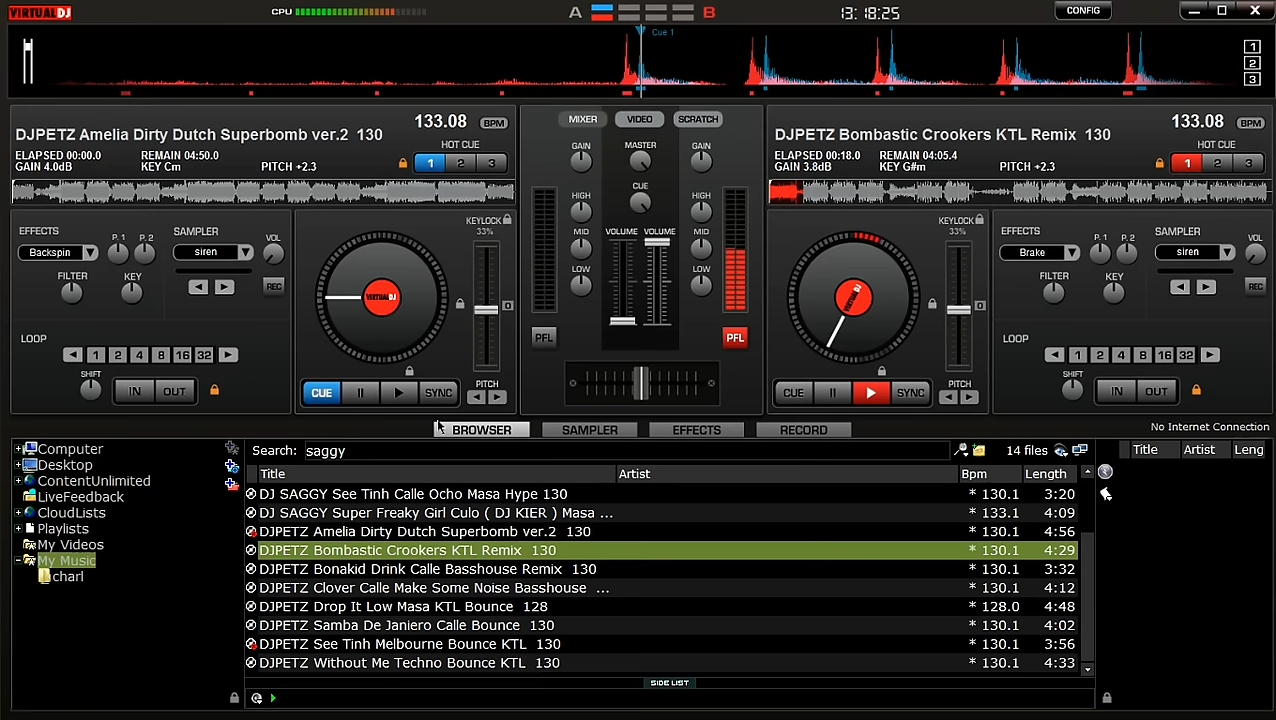 VIRTUAL DJ
CPU
A
B
13:18:25
CONFIG
Cue 1
1
2
3
DJPETZ Amelia Dirty Dutch Superbomb ver.2 130
133.08 BPM
ELAPSED 00:00.0 REMAIN 04:50.0
GAIN 4.0dB KEY Cm PITCH +2.3
HOT CUE
1 2 3
MIXER VIDEO SCRATCH
GAIN MASTER GAIN
CUE
HIGH HIGH
MID VOLUME VOLUME MID
LOW LOW
PFL PFL
DJPETZ Bombastic Crookers KTL Remix 130
133.08 BPM
ELAPSED 00:18.0 REMAIN 04:05.4
GAIN 3.8dB KEY G#m PITCH +2.3
HOT CUE
1 2 3
EFFECTS
Backspin
P. 1 P. 2
SAMPLER
siren
VOL
FILTER KEY
REC
LOOP
1 2 4 8 16 32
SHIFT
IN OUT
KEYLOCK
33%
0
CUE SYNC
PITCH
KEYLOCK
33%
0
CUE SYNC
PITCH
EFFECTS
Brake
P. 1 P. 2
SAMPLER
siren
VOL
FILTER KEY
REC
LOOP
1 2 4 8 16 32
SHIFT
IN OUT
BROWSER SAMPLER EFFECTS RECORD
No Internet Connection
Computer
Desktop
ContentUnlimited
LiveFeedback
CloudLists
Playlists
My Videos
My Music
charl
Search: saggy
14 files
Title Artist Bpm Length
DJ SAGGY See Tinh Calle Ocho Masa Hype 130 * 130.1 3:20
DJ SAGGY Super Freaky Girl Culo ( DJ KIER ) Masa ... * 133.1 4:09
DJPETZ Amelia Dirty Dutch Superbomb ver.2 130 * 130.1 4:56
DJPETZ Bombastic Crookers KTL Remix 130 * 130.1 4:29
DJPETZ Bonakid Drink Calle Basshouse Remix 130 * 130.1 3:32
DJPETZ Clover Calle Make Some Noise Basshouse ... * 130.1 4:12
DJPETZ Drop It Low Masa KTL Bounce 128 * 128.0 4:48
DJPETZ Samba De Janiero Calle Bounce 130 * 130.1 4:02
DJPETZ See Tinh Melbourne Bounce KTL 130 * 130.1 3:56
DJPETZ Without Me Techno Bounce KTL 130 * 130.1 4:33
SIDE LIST
Title Artist Leng